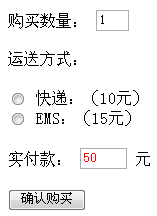 购买数量： 1
运送方式：
快递：（10元）
EMS：（15元）
实付款： 50 元
确认购买